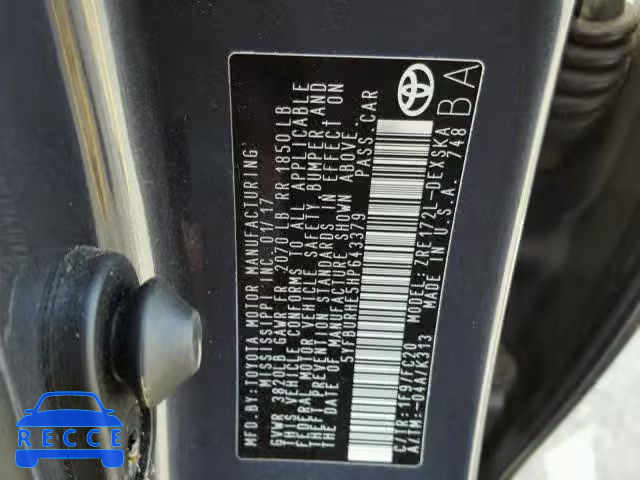 MFD. BY: TOYOTA MOTOR MANUFACTURING,
MISSISSIPPI, INC. 01/17
GVWR 3820LB GAWR FR 2070 LB RR 1850 LB
THIS VEHICLE CONFORMS TO ALL APPLICABLE
FEDERAL MOTOR VEHICLE SAFETY, BUMPER AND
THEFT PREVENTION STANDARDS IN EFFECT ON
THE DATE OF MANUFACTURE SHOWN ABOVE.
5YFBURHE5HP643379 PASS.CAR
C/TR: 1F9/FC20 MODEL: ZRE172L-DEXSKA
A/TM: -04A/K313 MADE IN U.S.A. 748
BA
RECCE